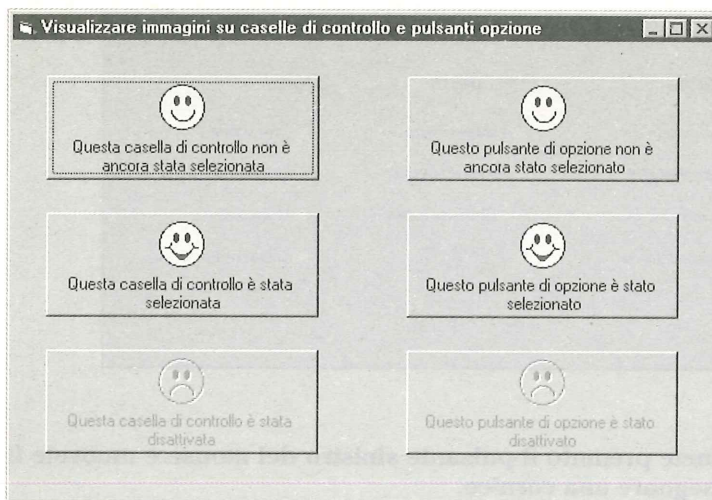 Visualizzare immagini su caselle di controllo e pulsanti opzione
Questa casella di controllo non è
ancora stata selezionata
Questo pulsante di opzione non è
ancora stato selezionato
Questa casella di controllo è stata
selezionata
Questo pulsante di opzione è stato
selezionato
Questa casella di controllo è stata
disattivata
Questo pulsante di opzione è stato
disattivato